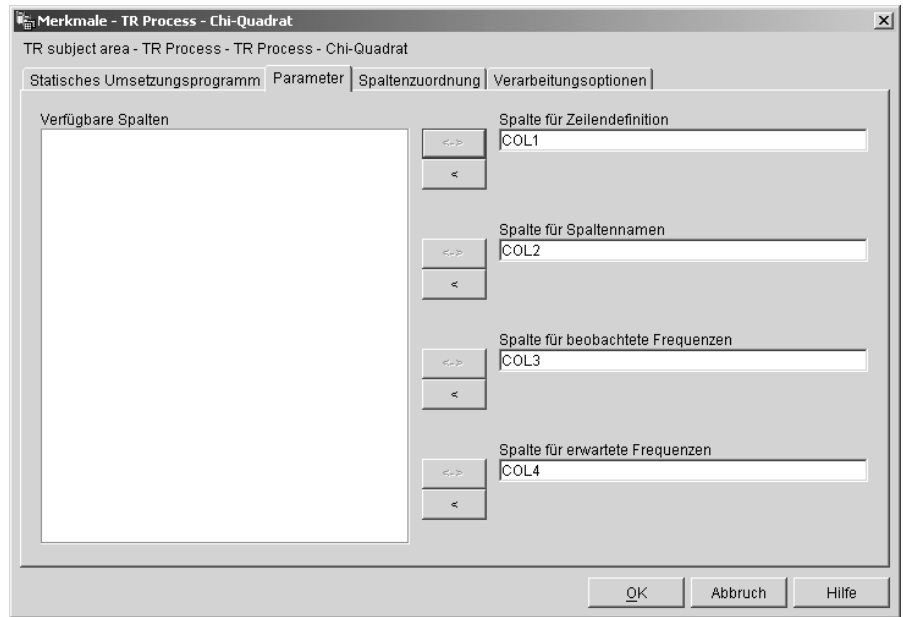 Merkmale - TR Process - Chi-Quadrat
TR subject area - TR Process - TR Process - Chi-Quadrat
Statisches Umsetzungsprogramm Parameter Spaltenzuordnung Verarbeitungsoptionen
Verfügbare Spalten
Spalte für Zeilendefinition
<->
COL1
<
Spalte für Spaltennamen
<->
COL2
<
Spalte für beobachtete Frequenzen
<->
COL3
<
Spalte für erwartete Frequenzen
<->
COL4
<
OK Abbruch Hilfe